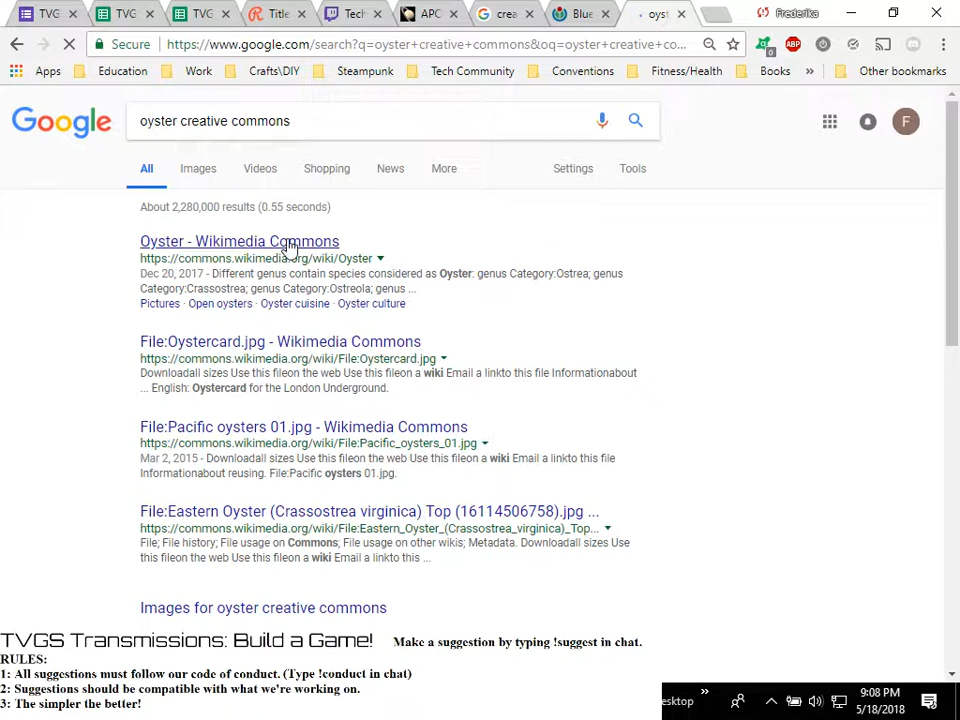 TVG
TVG
TVG
Title
Tech
APC
crea
Blue
oyst
Frederika
Secure
https://www.google.com/search?q=oyster+creative+commons&oq=oyster+creative+co...
Apps
Education
Work
Crafts\DIY
Steampunk
Tech Community
Conventions
Fitness/Health
Books
»
Other bookmarks
Google
oyster creative commons
F
All
Images
Videos
Shopping
News
More
Settings
Tools
About 2,280,000 results (0.55 seconds)
Oyster - Wikimedia Commons
https://commons.wikimedia.org/wiki/Oyster
Dec 20, 2017 - Different genus contain species considered as Oyster: genus Category:Ostrea; genus
Category:Crassostrea; genus Category:Ostreola; genus ...
Pictures · Open oysters · Oyster cuisine · Oyster culture
File:Oystercard.jpg - Wikimedia Commons
https://commons.wikimedia.org/wiki/File:Oystercard.jpg
Downloadall sizes Use this fileon the web Use this fileon a wiki Email a linkto this file Informationabout
... English: Oystercard for the London Underground.
File:Pacific oysters 01.jpg - Wikimedia Commons
https://commons.wikimedia.org/wiki/File:Pacific_oysters_01.jpg
Mar 2, 2015 - Downloadall sizes Use this fileon the web Use this fileon a wiki Email a linkto this file
Informationabout reusing. File:Pacific oysters 01.jpg.
File:Eastern Oyster (Crassostrea virginica) Top (16114506758).jpg ...
https://commons.wikimedia.org/wiki/File:Eastern_Oyster_(Crassostrea_virginica)_Top...
File; File history; File usage on Commons; File usage on other wikis; Metadata. Downloadall sizes Use
this fileon the web Use this fileon a wiki Email a linkto this ...
Images for oyster creative commons
TVGS Transmissions: Build a Game!
Make a suggestion by typing !suggest in chat.
RULES:
1: All suggestions must follow our code of conduct. (Type !conduct in chat)
2: Suggestions should be compatible with what we're working on.
3: The simpler the better!
esktop
»
9:08 PM
5/18/2018